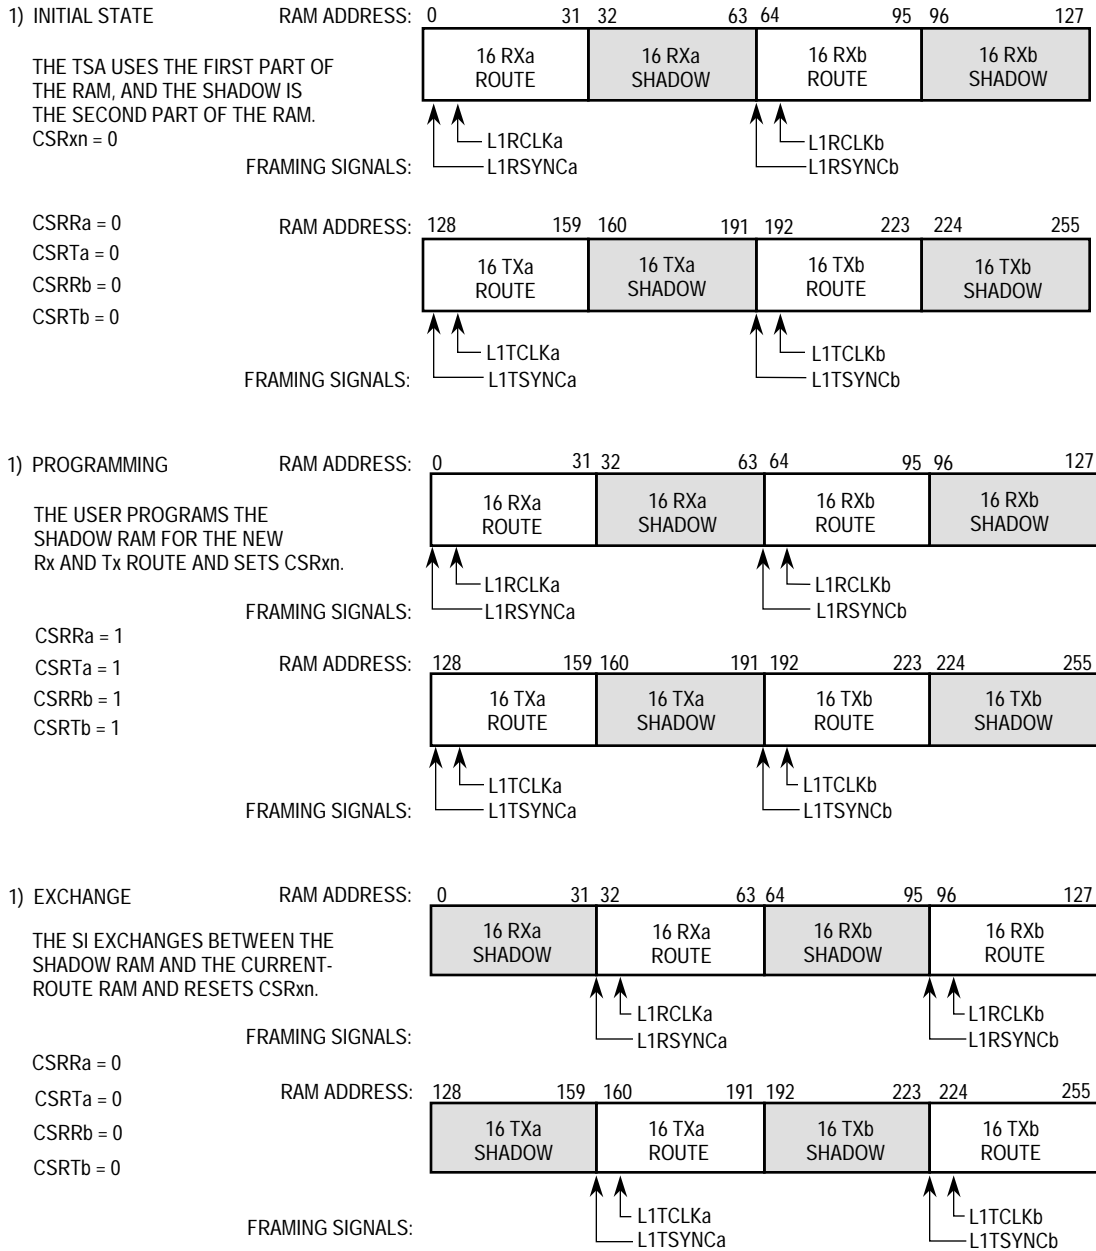 1) INITIAL STATE RAM ADDRESS: 0 31 32 63 64 95 96 127
16 RXa ROUTE 16 RXa SHADOW 16 RXb ROUTE 16 RXb SHADOW
THE TSA USES THE FIRST PART OF
THE RAM, AND THE SHADOW IS
THE SECOND PART OF THE RAM.
CSRxn = 0
L1RCLKa L1RCLKb
FRAMING SIGNALS: L1RSYNCa L1RSYNCb
CSRRa = 0
CSRTa = 0
CSRRb = 0
CSRTb = 0
RAM ADDRESS: 128 159 160 191 192 223 224 255
16 TXa ROUTE 16 TXa SHADOW 16 TXb ROUTE 16 TXb SHADOW
L1TCLKa L1TCLKb
FRAMING SIGNALS: L1TSYNCa L1TSYNCb
1) PROGRAMMING RAM ADDRESS: 0 31 32 63 64 95 96 127
16 RXa ROUTE 16 RXa SHADOW 16 RXb ROUTE 16 RXb SHADOW
THE USER PROGRAMS THE
SHADOW RAM FOR THE NEW
Rx AND Tx ROUTE AND SETS CSRxn.
L1RCLKa L1RCLKb
FRAMING SIGNALS: L1RSYNCa L1RSYNCb
CSRRa = 1
CSRTa = 1
CSRRb = 1
CSRTb = 1
RAM ADDRESS: 128 159 160 191 192 223 224 255
16 TXa ROUTE 16 TXa SHADOW 16 TXb ROUTE 16 TXb SHADOW
L1TCLKa L1TCLKb
FRAMING SIGNALS: L1TSYNCa L1TSYNCb
1) EXCHANGE RAM ADDRESS: 0 31 32 63 64 95 96 127
16 RXa SHADOW 16 RXa ROUTE 16 RXb SHADOW 16 RXb ROUTE
THE SI EXCHANGES BETWEEN THE
SHADOW RAM AND THE CURRENT-
ROUTE RAM AND RESETS CSRxn.
L1RCLKa L1RCLKb
FRAMING SIGNALS: L1RSYNCa L1RSYNCb
CSRRa = 0
CSRTa = 0
CSRRb = 0
CSRTb = 0
RAM ADDRESS: 128 159 160 191 192 223 224 255
16 TXa SHADOW 16 TXa ROUTE 16 TXb SHADOW 16 TXb ROUTE
L1TCLKa L1TCLKb
FRAMING SIGNALS: L1TSYNCa L1TSYNCb